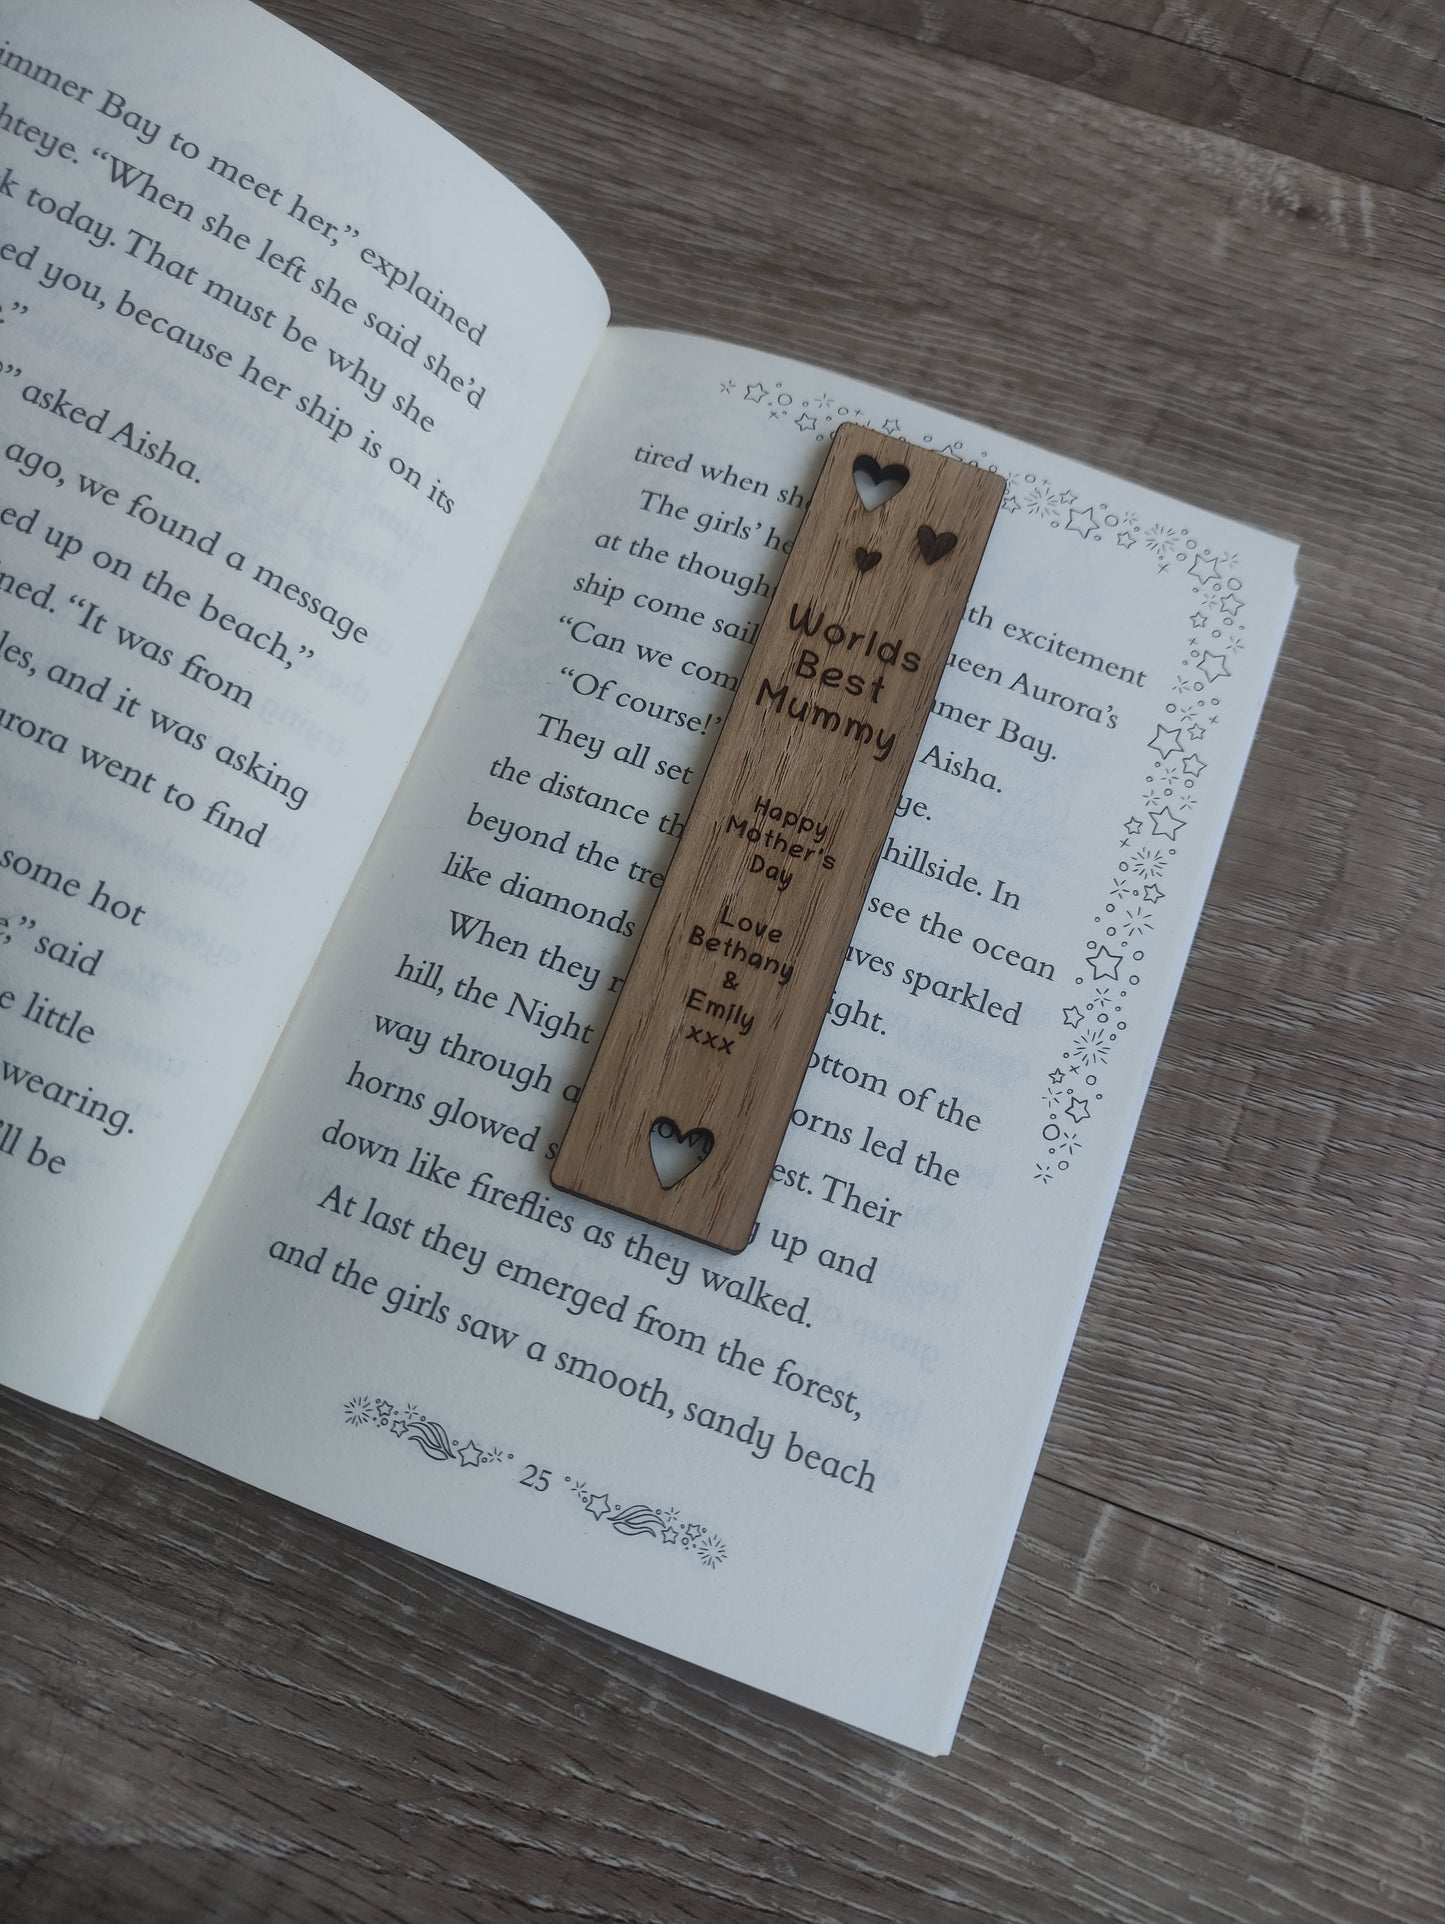 immer Bay to meet her,” explained
hteye. “When she left she said she’d
k today. That must be why she
ed you, because her ship is on its
.”
” asked Aisha.
ago, we found a message
ed up on the beach,”
ned. “It was from
les, and it was asking
urora went to find
some hot
e,” said
e little
wearing.
’ll be
tired when she
The girls’ he
at the though
ship come sail
“Can we com
“Of course!”
They all set
the distance th
beyond the tre
like diamonds
When they r
hill, the Night
way through a
horns glowed s
down like fireflies as they walked.
At last they emerged from the forest,
and the girls saw a smooth, sandy beach
ith excitement
ueen Aurora’s
mer Bay.
Aisha.
ye.
hillside. In
see the ocean
aves sparkled
ight.
ottom of the
orns led the
est. Their
up and
25
Worlds
Best
Mummy
Happy
Mother's
Day
Love
Bethany
&
Emily
xxx